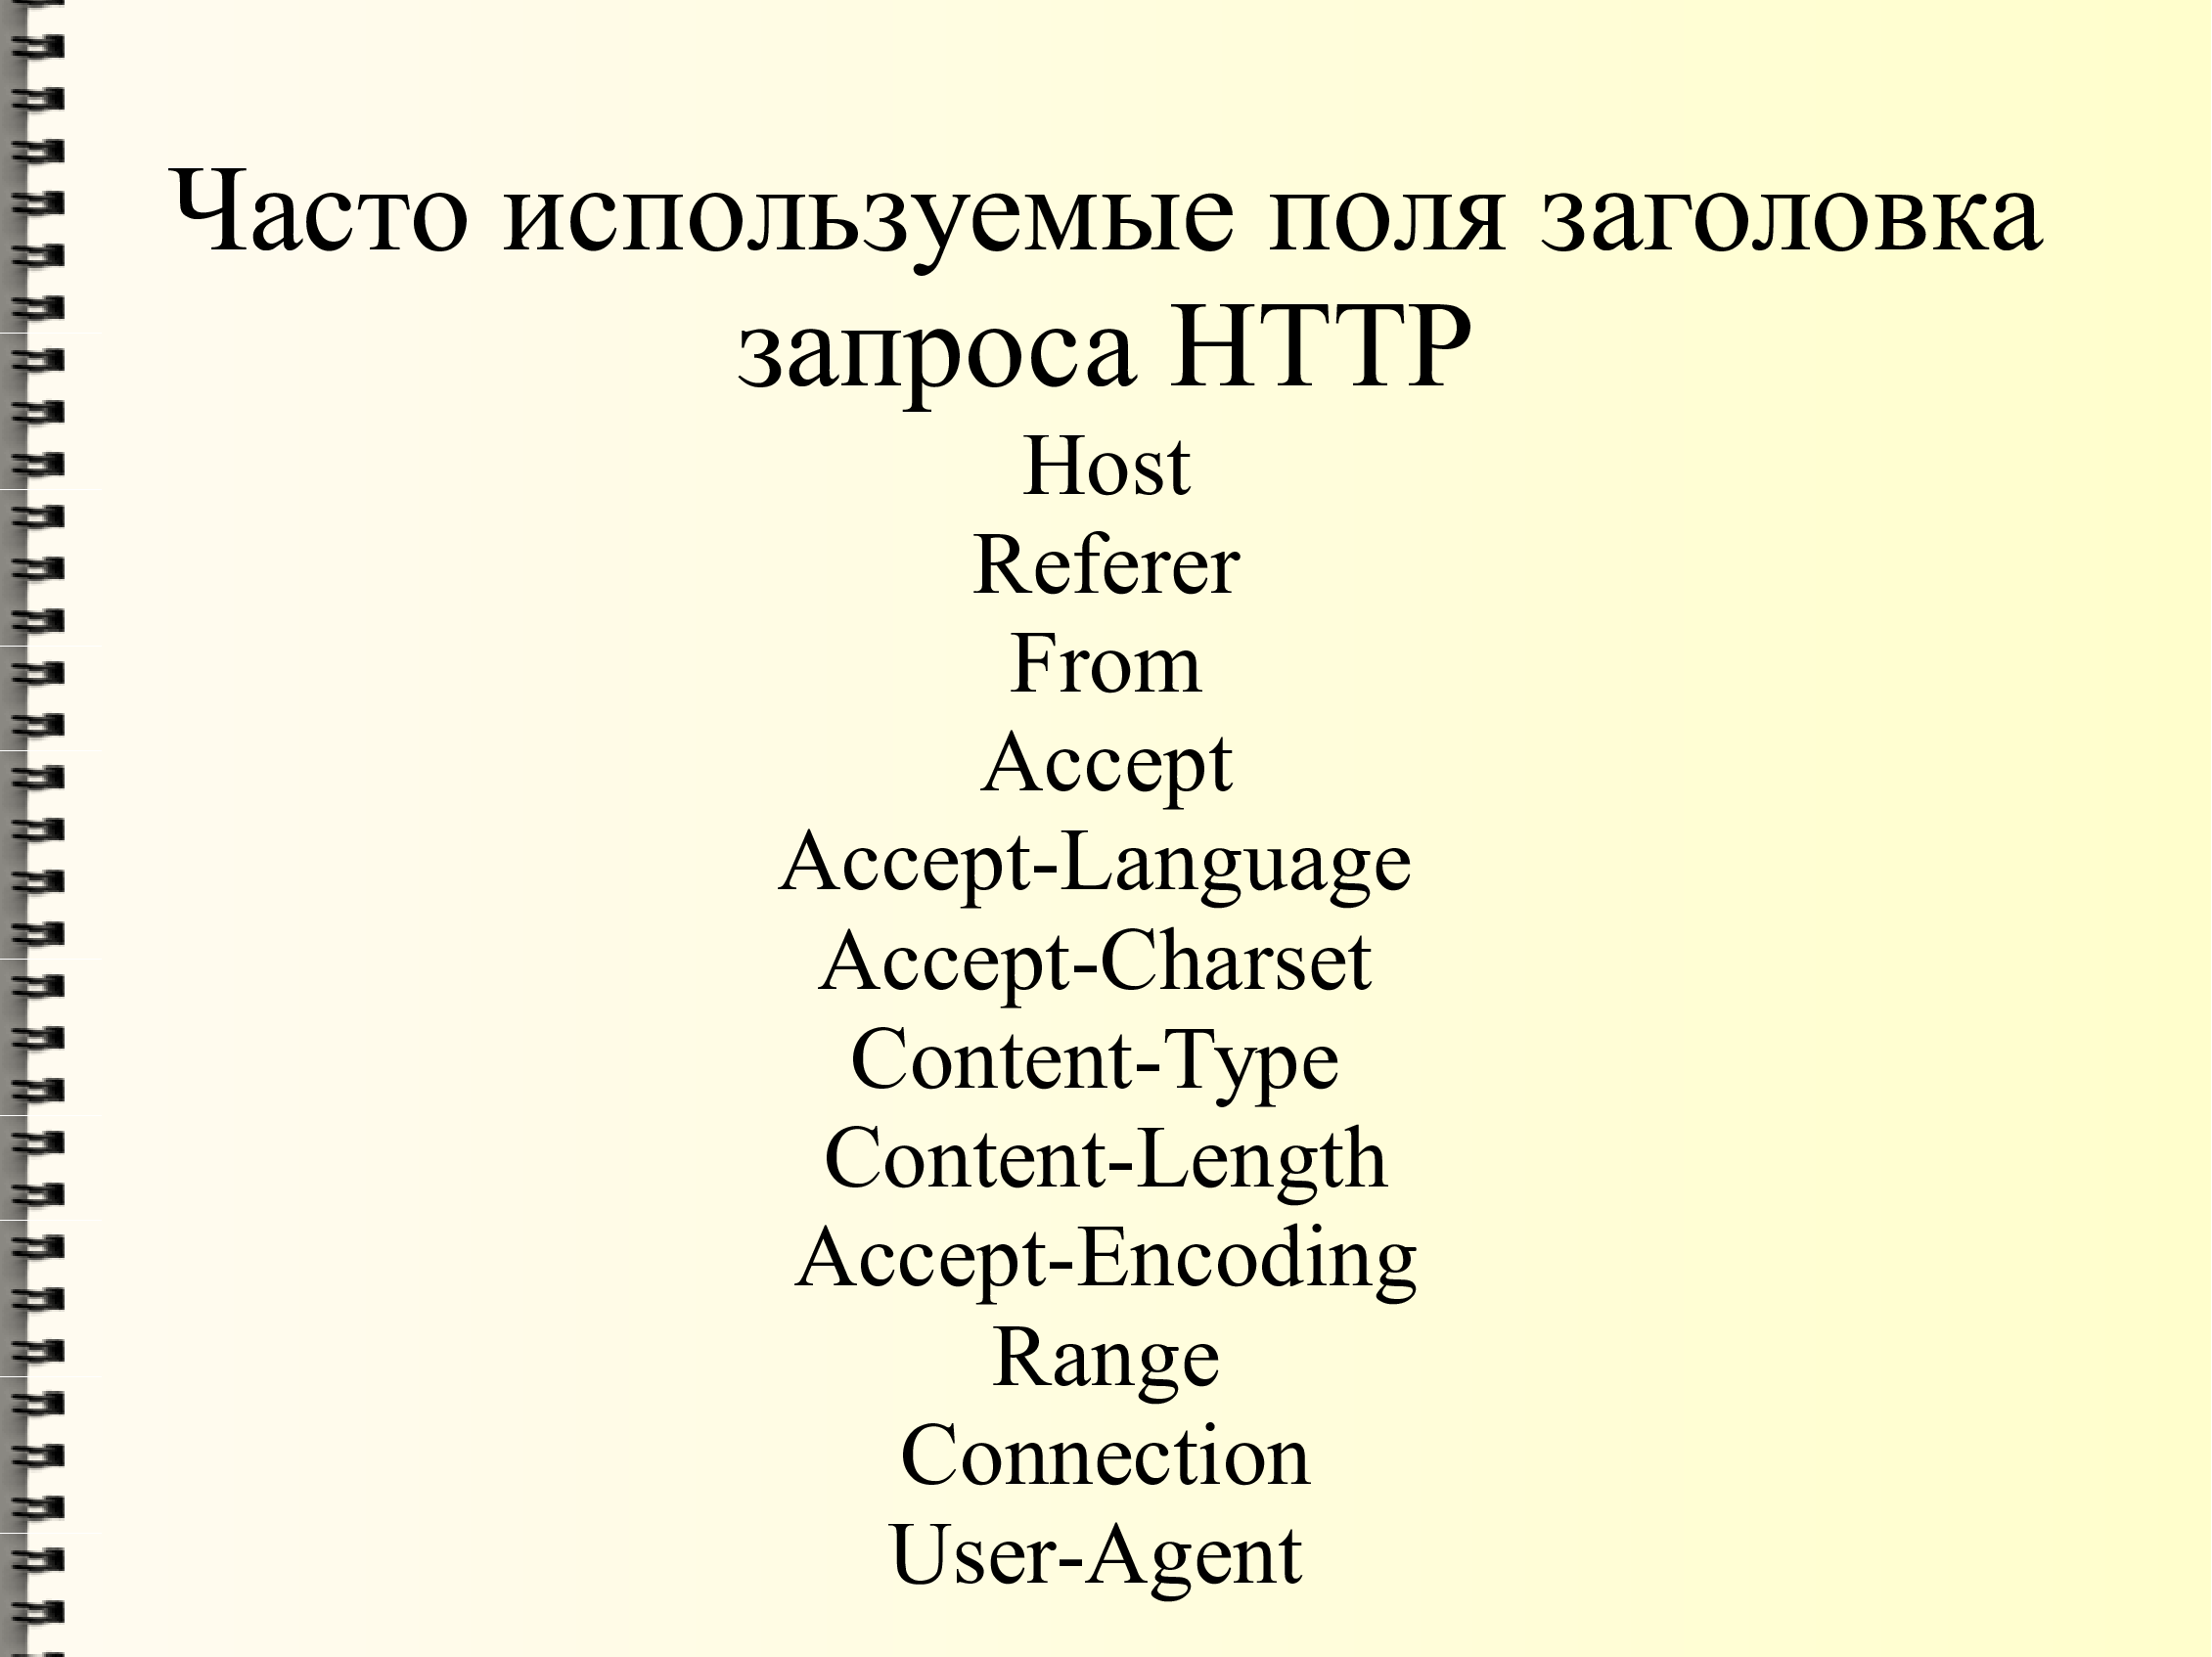 Часто используемые поля заголовка
запроса HTTP
Host
Referer
From
Accept
Accept-Language
Accept-Charset
Content-Type
Content-Length
Accept-Encoding
Range
Connection
User-Agent